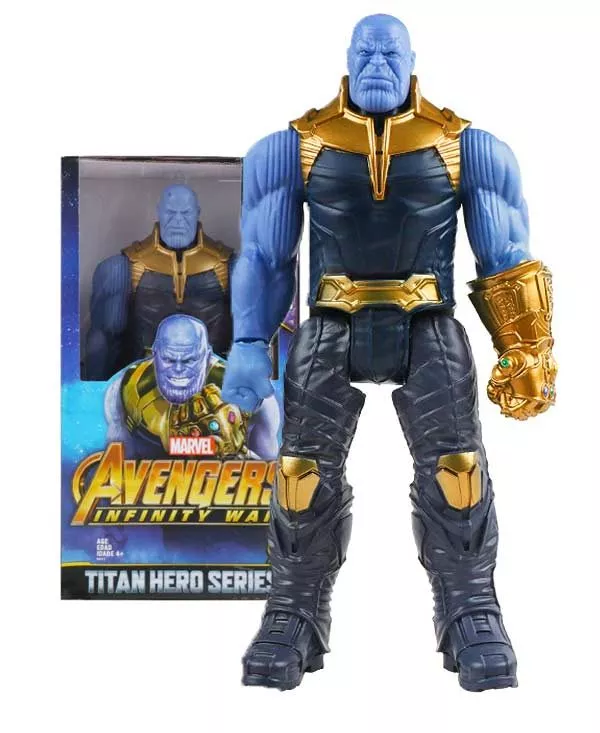 MARVEL
AVENGERS
INFINITY WAR
AGE
EDAD
IDADE 4+
TITAN HERO SERIES